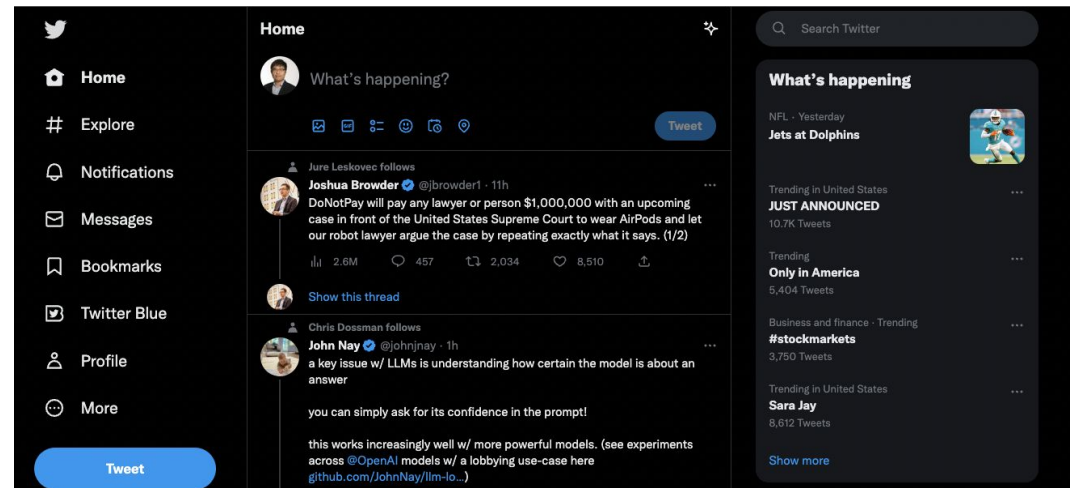 Home
Explore
Notifications
Messages
Bookmarks
Twitter Blue
Profile
More
Tweet
Home
What's happening?
GIF
Tweet
Jure Leskovec follows
Joshua Browder @jbrowder1 · 11h
DoNotPay will pay any lawyer or person $1,000,000 with an upcoming
case in front of the United States Supreme Court to wear AirPods and let
our robot lawyer argue the case by repeating exactly what it says. (1/2)
2.6M 457 2,034 8,510
Show this thread
Chris Dossman follows
John Nay @johnjnay · 1h
a key issue w/ LLMs is understanding how certain the model is about an
answer
you can simply ask for its confidence in the prompt!
this works increasingly well w/ more powerful models. (see experiments
across @OpenAI models w/ a lobbying use-case here
github.com/JohnNay/llm-lo...)
Search Twitter
What's happening
NFL · Yesterday
Jets at Dolphins
Trending in United States
JUST ANNOUNCED
10.7K Tweets
Trending
Only in America
5,404 Tweets
Business and finance · Trending
#stockmarkets
3,750 Tweets
Trending in United States
Sara Jay
8,612 Tweets
Show more